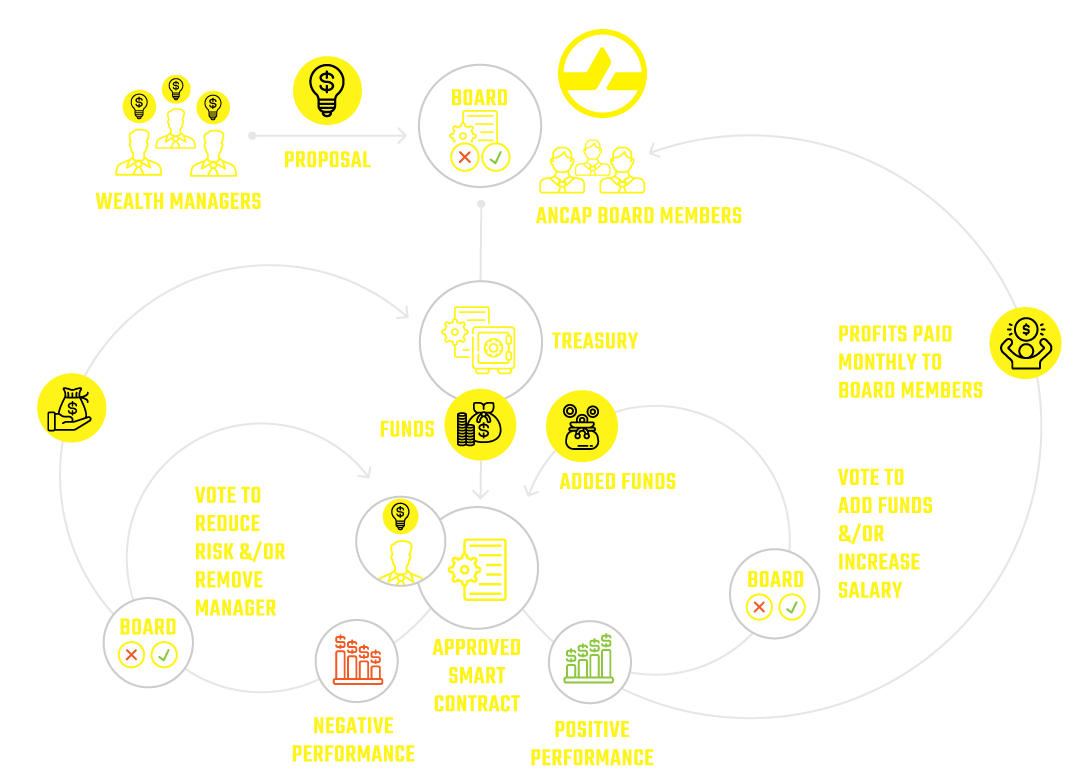 BOARD
PROPOSAL
WEALTH MANAGERS
ANCAP BOARD MEMBERS
TREASURY
PROFITS PAID
MONTHLY TO
BOARD MEMBERS
FUNDS
ADDED FUNDS
VOTE TO
REDUCE
RISK &/OR
REMOVE
MANAGER
VOTE TO
ADD FUNDS
&/OR
INCREASE
SALARY
BOARD
BOARD
APPROVED
SMART
CONTRACT
NEGATIVE
PERFORMANCE
POSITIVE
PERFORMANCE